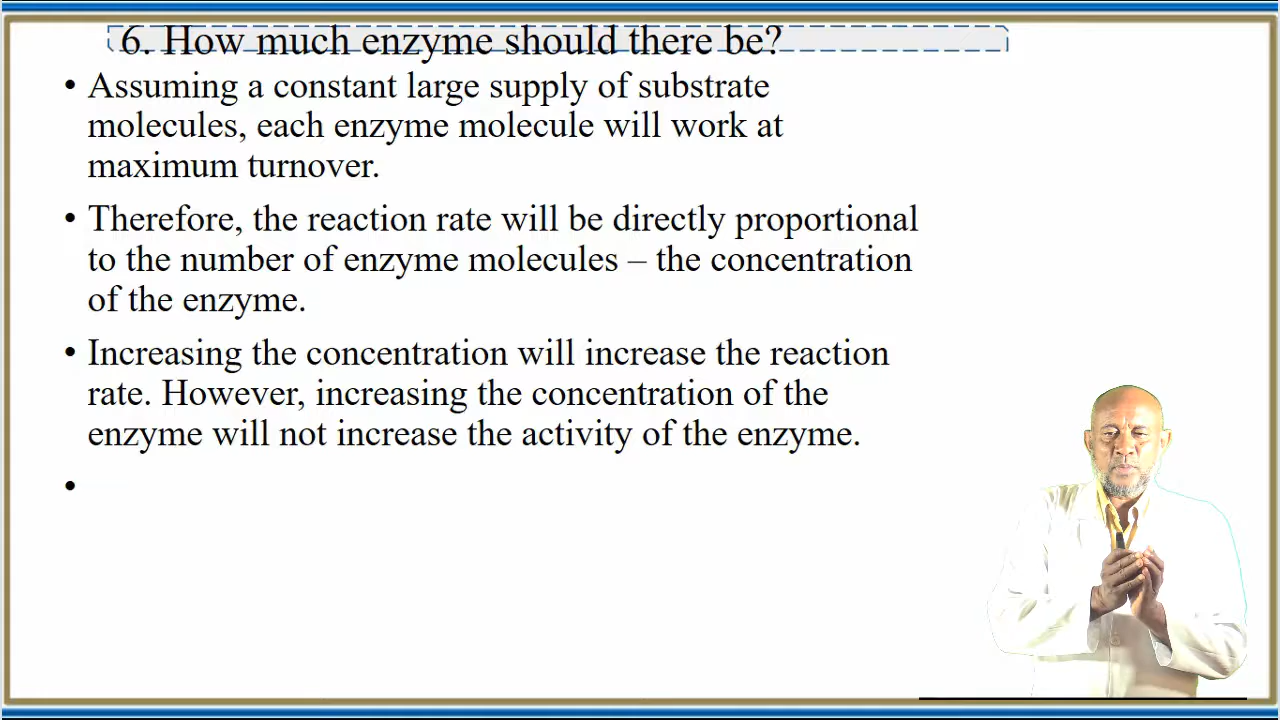 6. How much enzyme should there be?
• Assuming a constant large supply of substrate
molecules, each enzyme molecule will work at
maximum turnover.
• Therefore, the reaction rate will be directly proportional
to the number of enzyme molecules – the concentration
of the enzyme.
• Increasing the concentration will increase the reaction
rate. However, increasing the concentration of the
enzyme will not increase the activity of the enzyme.
•